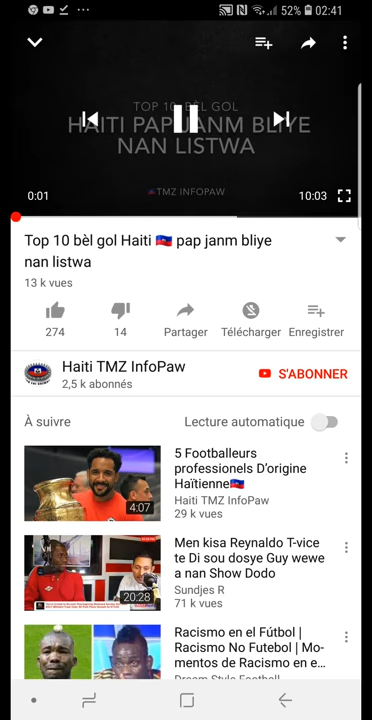 52% 02:41
TOP 10 BÈL GOL
HAITI PAP JANM BLIYE
NAN LISTWA
TMZ INFOPAW
0:01 10:03
Top 10 bèl gol Haiti 🇭🇹 pap janm bliye
nan listwa
13 k vues
274 14 Partager Télécharger Enregistrer
Haiti TMZ InfoPaw
2,5 k abonnés
S'ABONNER
À suivre Lecture automatique
5 Footballeurs
professionels D'origine
Haïtienne🇭🇹
Haiti TMZ InfoPaw
29 k vues
4:07
Men kisa Reynaldo T-vice
te Di sou dosye Guy wewe
a nan Show Dodo
Sundjes R
71 k vues
20:28
Racismo en el Fútbol |
Racismo No Futebol | Mo-
mentos de Racismo en e...
Dream Style Football